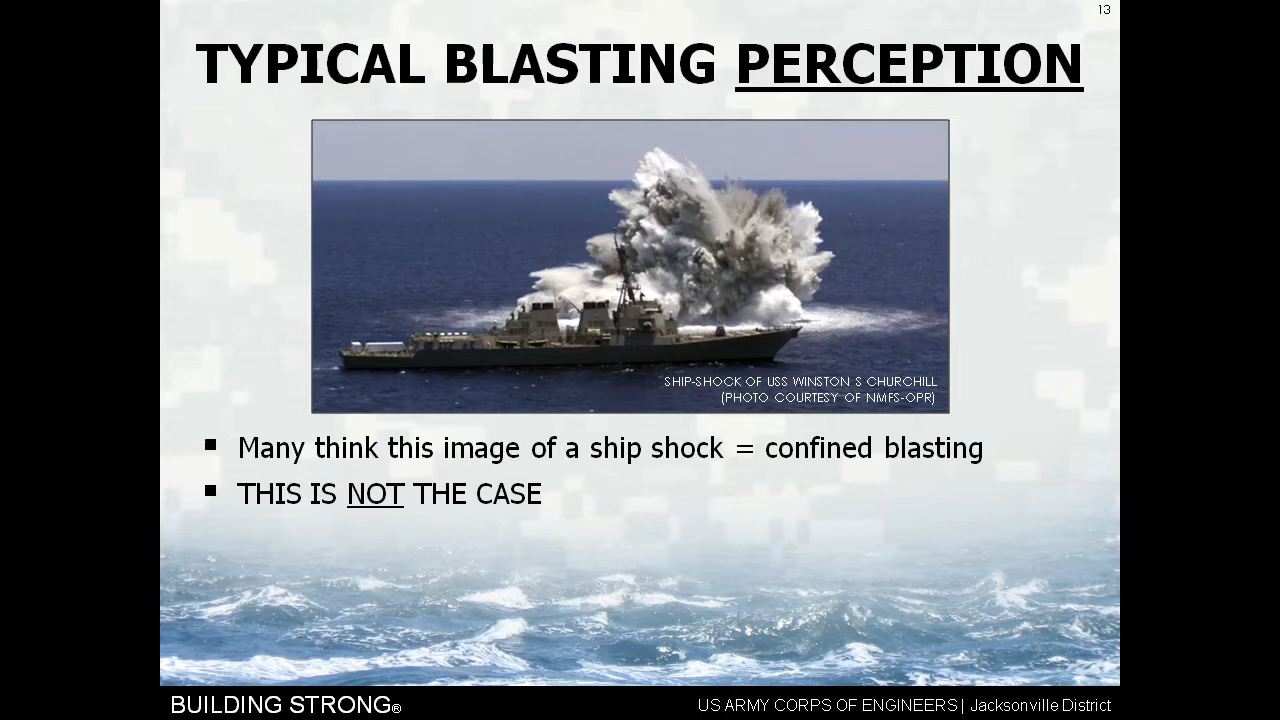 13
TYPICAL BLASTING PERCEPTION
SHIP-SHOCK OF USS WINSTON S CHURCHILL
(PHOTO COURTESY OF NMFS-OPR)
▪ Many think this image of a ship shock = confined blasting
▪ THIS IS NOT THE CASE
BUILDING STRONG®
US ARMY CORPS OF ENGINEERS | Jacksonville District